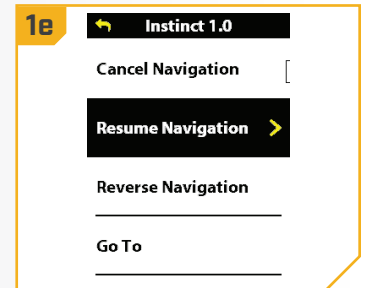 1e
Instinct 1.0
Cancel Navigation
Resume Navigation
Reverse Navigation
Go To